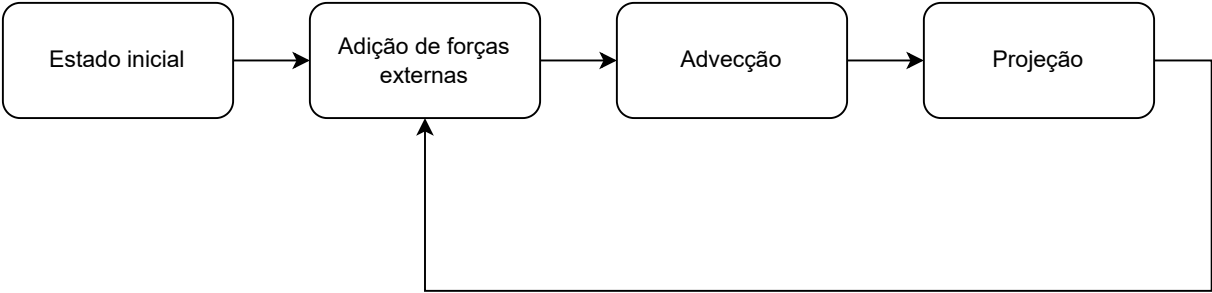 Estado inicial
Adição de forças
externas
Advecção
Projeção